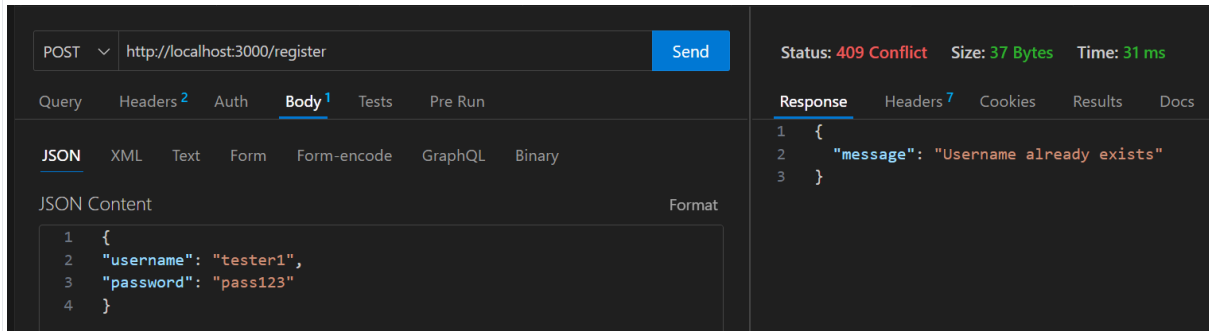 POST http://localhost:3000/register Send
Query Headers 2 Auth Body 1 Tests Pre Run
JSON XML Text Form Form-encode GraphQL Binary
JSON Content Format
1 {
2 "username": "tester1",
3 "password": "pass123"
4 }
Status: 409 Conflict Size: 37 Bytes Time: 31 ms
Response Headers 7 Cookies Results Docs
1 {
2 "message": "Username already exists"
3 }